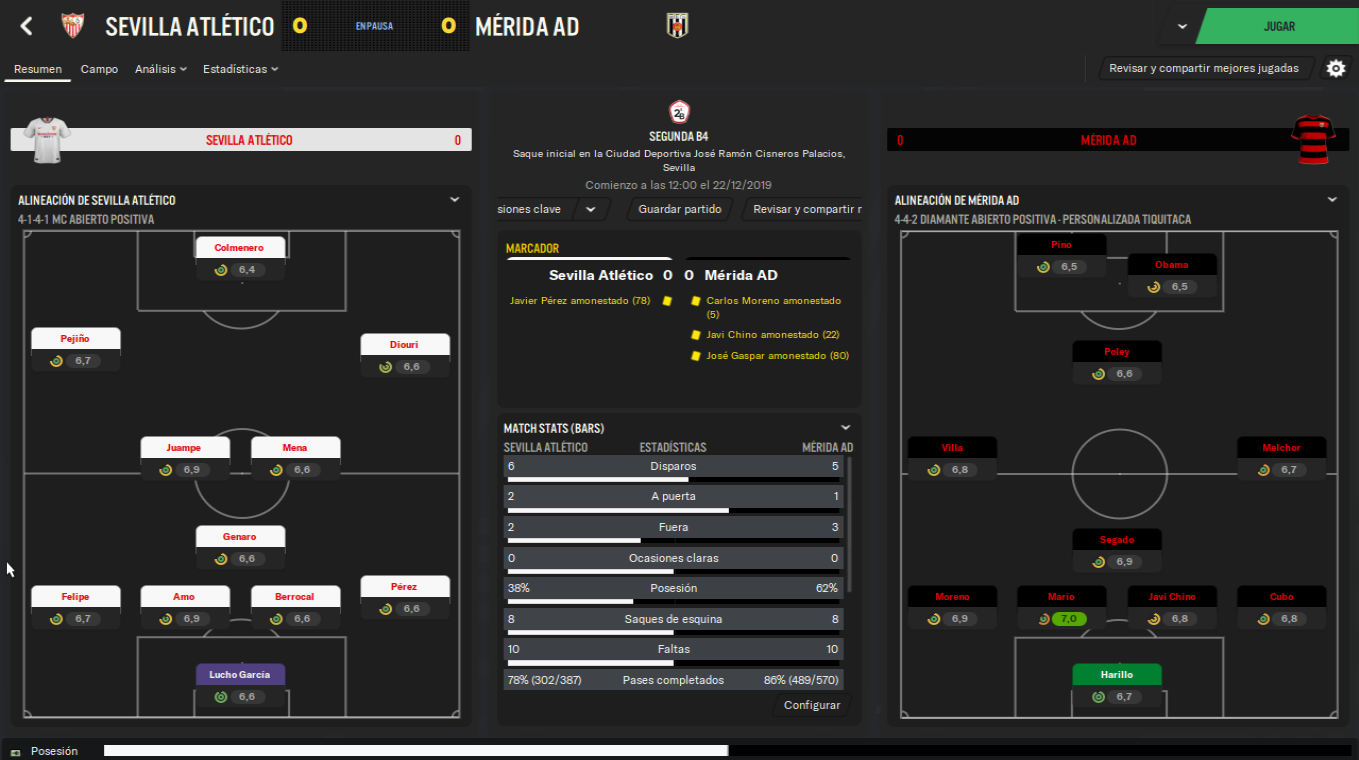 SEVILLA ATLÉTICO
0
EN PAUSA
0
MÉRIDA AD
JUGAR
Resumen
Campo
Análisis
Estadísticas
Revisar y compartir mejores jugadas
SEVILLA ATLÉTICO 0
ALINEACIÓN DE SEVILLA ATLÉTICO
4-1-4-1 MC ABIERTO POSITIVA
Colmenero
6,4
Pejiño
6,7
Diouri
6,6
Juampe
6,9
Mena
6,6
Genaro
6,6
Felipe
6,7
Amo
6,9
Berrocal
6,6
Pérez
6,6
Lucho García
6,6
2ªB
SEGUNDA B4
Saque inicial en la Ciudad Deportiva José Ramón Cisneros Palacios,
Sevilla
Comienzo a las 12:00 el 22/12/2019
siones clave
Guardar partido
Revisar y compartir r
MARCADOR
Sevilla Atlético 0 0 Mérida AD
Javier Pérez amonestado (78)
Carlos Moreno amonestado
(5)
Javi Chino amonestado (22)
José Gaspar amonestado (80)
MATCH STATS (BARS)
SEVILLA ATLÉTICO ESTADÍSTICAS MÉRIDA AD
6 Disparos 5
2 A puerta 1
2 Fuera 3
0 Ocasiones claras 0
38% Posesión 62%
8 Saques de esquina 8
10 Faltas 10
78% (302/387) Pases completados 86% (489/570)
Configurar
0 MÉRIDA AD
ALINEACIÓN DE MÉRIDA AD
4-4-2 DIAMANTE ABIERTO POSITIVA - PERSONALIZADA TIQUITACA
Pino
6,5
Obama
6,5
Poley
6,6
Villa
6,8
Melchor
6,7
Segado
6,9
Moreno
6,9
Mario
7,0
Javi Chino
6,8
Cubo
6,8
Harillo
6,7
Posesión